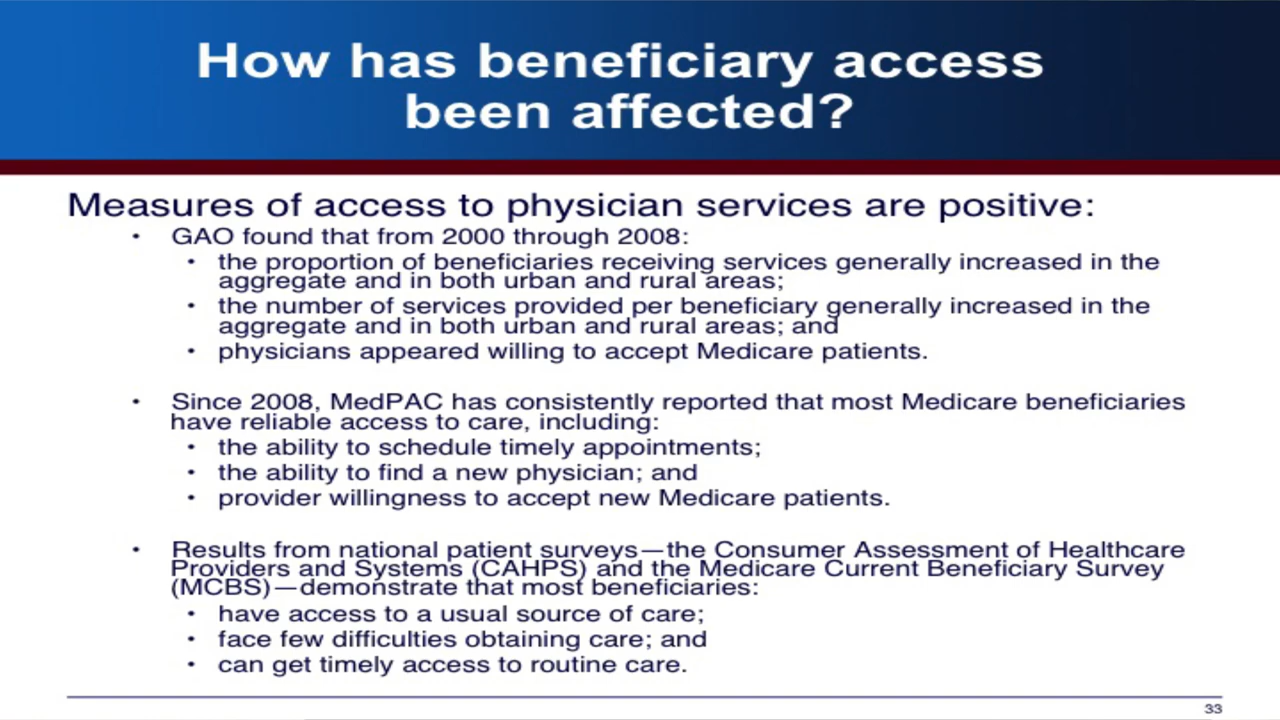 How has beneficiary access
been affected?
Measures of access to physician services are positive:
• GAO found that from 2000 through 2008:
• the proportion of beneficiaries receiving services generally increased in the
aggregate and in both urban and rural areas;
• the number of services provided per beneficiary generally increased in the
aggregate and in both urban and rural areas; and
• physicians appeared willing to accept Medicare patients.
• Since 2008, MedPAC has consistently reported that most Medicare beneficiaries
have reliable access to care, including:
• the ability to schedule timely appointments;
• the ability to find a new physician; and
• provider willingness to accept new Medicare patients.
• Results from national patient surveys—the Consumer Assessment of Healthcare
Providers and Systems (CAHPS) and the Medicare Current Beneficiary Survey
(MCBS)—demonstrate that most beneficiaries:
• have access to a usual source of care;
• face few difficulties obtaining care; and
• can get timely access to routine care.
33